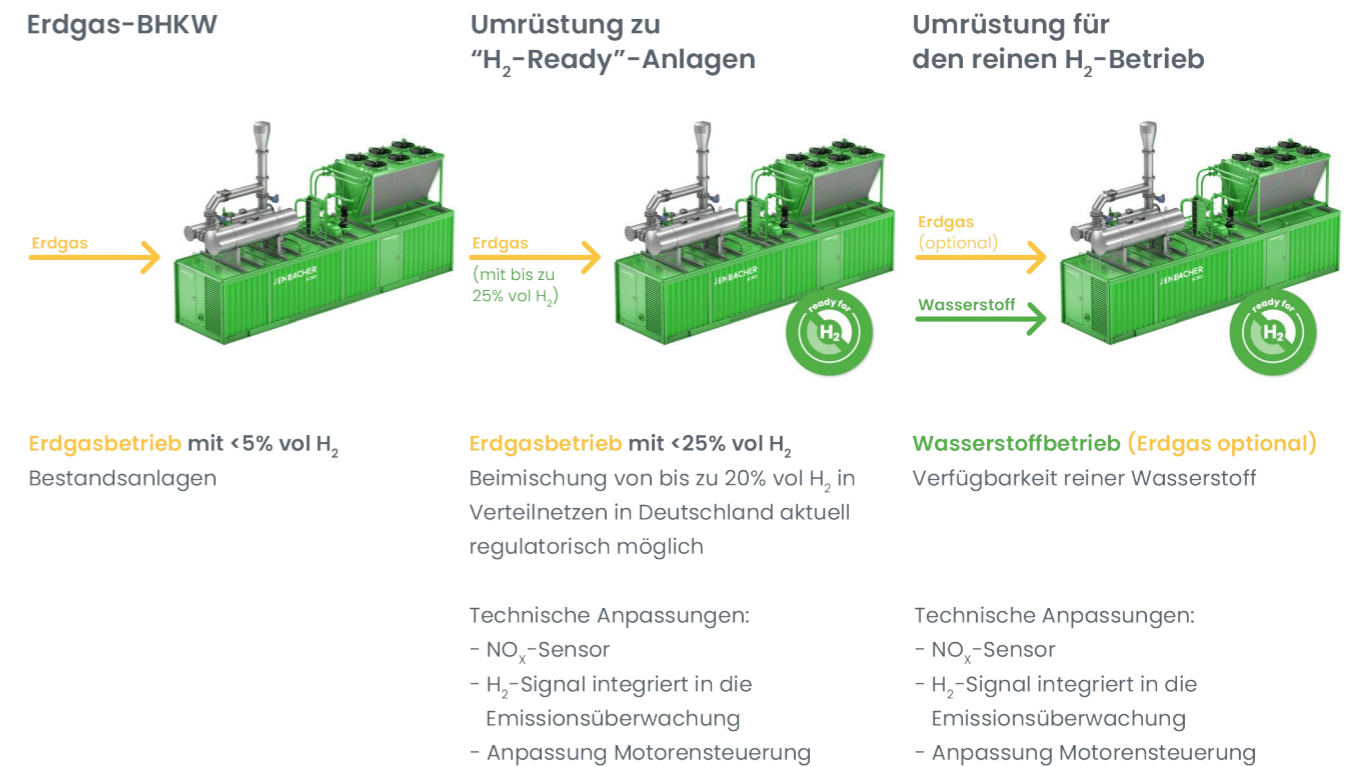 Erdgas-BHKW
Umrüstung zu
“H₂-Ready”-Anlagen
Umrüstung für
den reinen H₂-Betrieb
Erdgas
JENBACHER
Erdgas
(mit bis zu
25% vol H₂)
JENBACHER
ready for
H₂
Erdgas
(optional)
Wasserstoff
JENBACHER
ready for
H₂
Erdgasbetrieb mit <5% vol H₂
Bestandsanlagen
Erdgasbetrieb mit <25% vol H₂
Beimischung von bis zu 20% vol H₂ in
Verteilnetzen in Deutschland aktuell
regulatorisch möglich
Technische Anpassungen:
- NOₓ-Sensor
- H₂-Signal integriert in die
Emissionsüberwachung
- Anpassung Motorensteuerung
Wasserstoffbetrieb (Erdgas optional)
Verfügbarkeit reiner Wasserstoff
Technische Anpassungen:
- NOₓ-Sensor
- H₂-Signal integriert in die
Emissionsüberwachung
- Anpassung Motorensteuerung